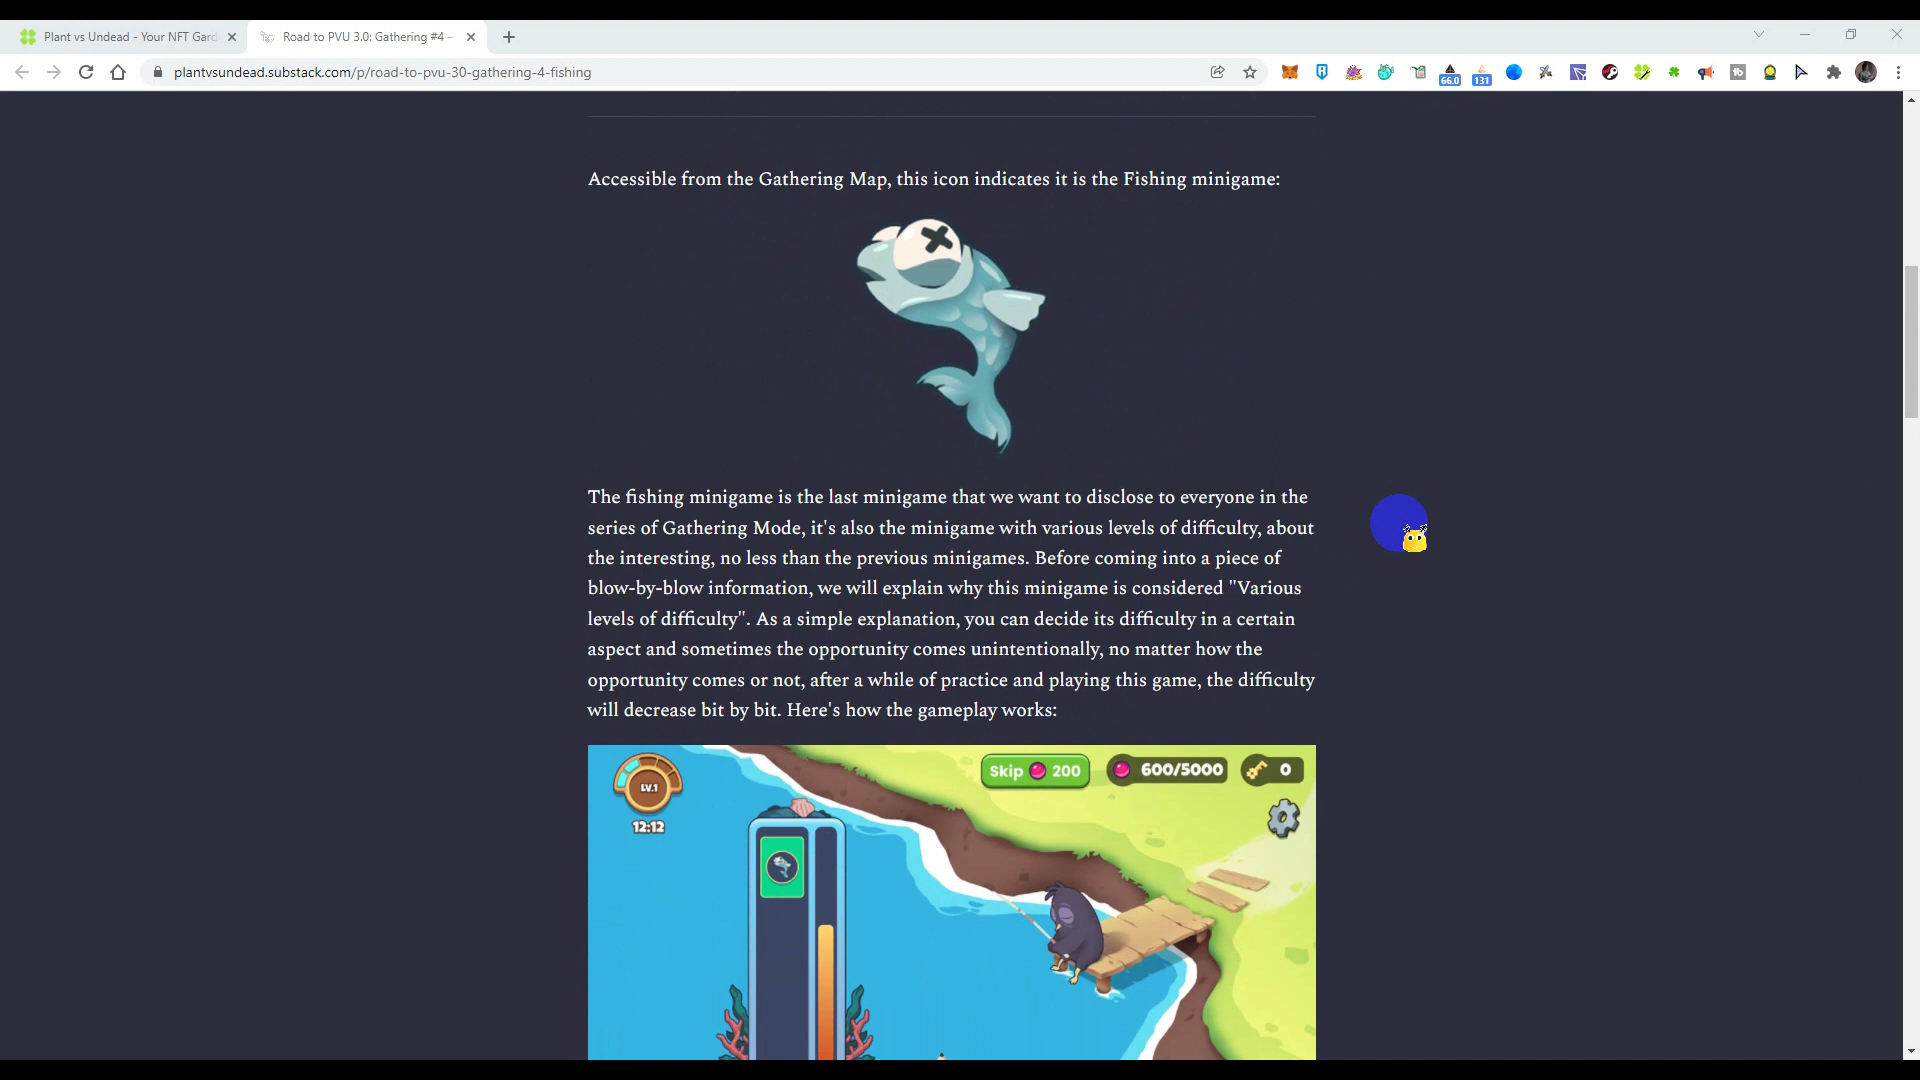 Plant vs Undead - Your NFT Gard
Road to PVU 3.0: Gathering #4 –
plantvsundead.substack.com/p/road-to-pvu-30-gathering-4-fishing
66.0
131
Accessible from the Gathering Map, this icon indicates it is the Fishing minigame:
The fishing minigame is the last minigame that we want to disclose to everyone in the
series of Gathering Mode, it's also the minigame with various levels of difficulty, about
the interesting, no less than the previous minigames. Before coming into a piece of
blow-by-blow information, we will explain why this minigame is considered "Various
levels of difficulty". As a simple explanation, you can decide its difficulty in a certain
aspect and sometimes the opportunity comes unintentionally, no matter how the
opportunity comes or not, after a while of practice and playing this game, the difficulty
will decrease bit by bit. Here's how the gameplay works:
Skip 200
600/5000
0
LV.1
12:12